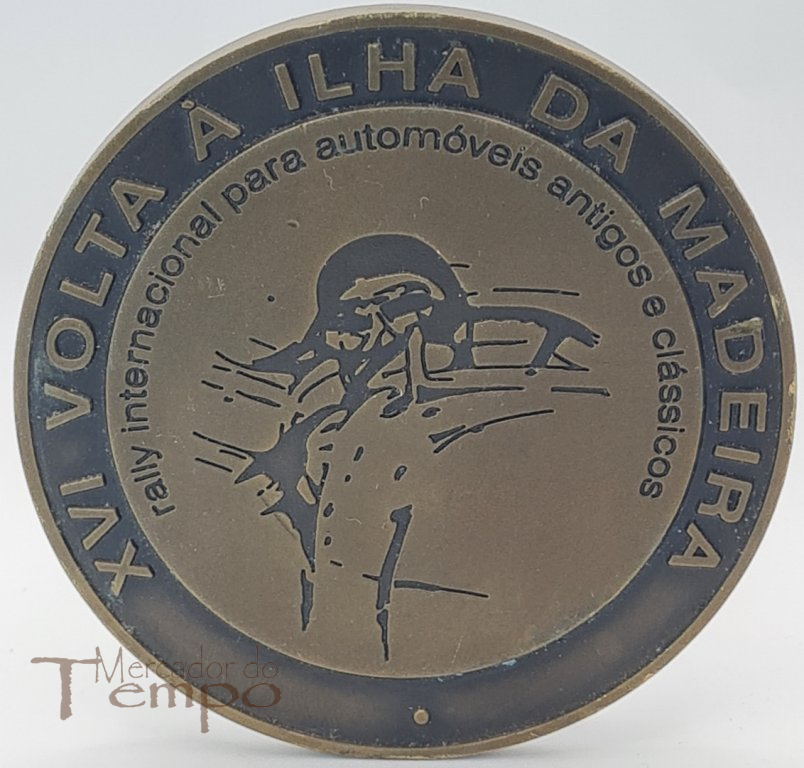 XVI VOLTA À ILHA DA MADEIRA
rally internacional para automóveis antigos e clássicos
Mercador do
Tempo